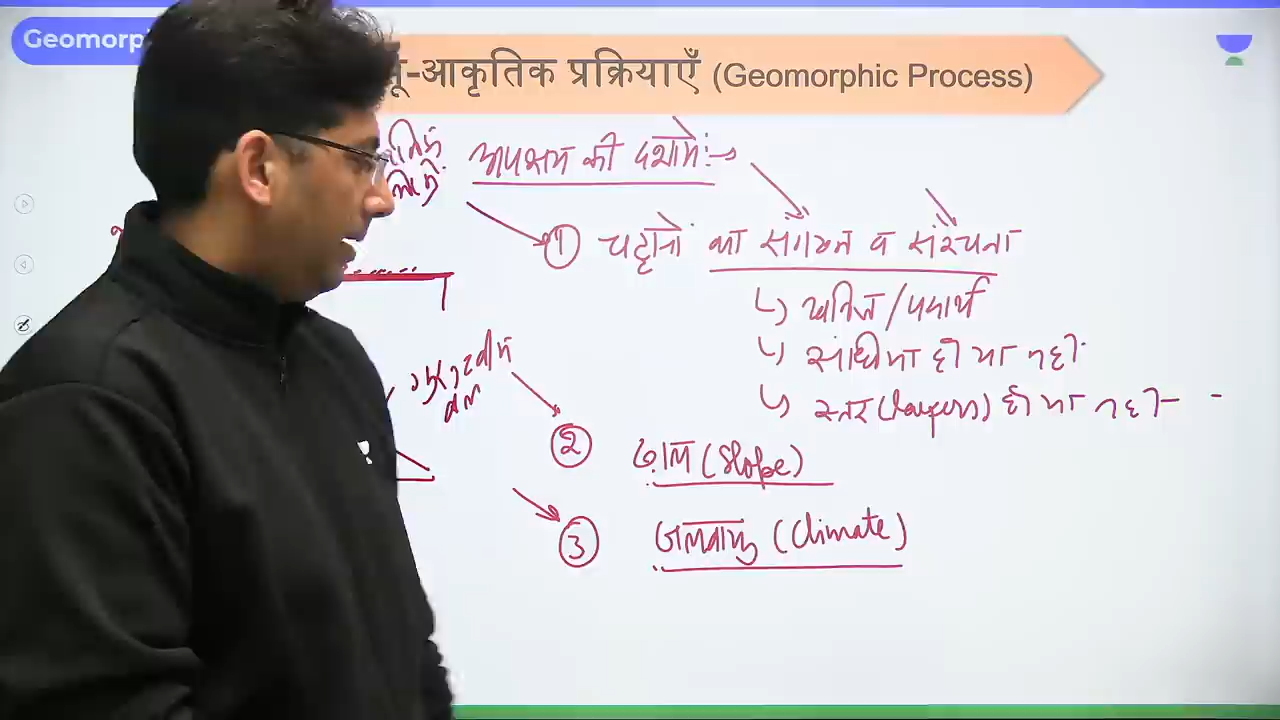 Geomorp
भू-आकृतिक प्रक्रियाएँ (Geomorphic Process)
अपक्षय की दशायें:→
① चट्टानों का संगठन व संरचना
↳ खनिज/पदार्थ
↳ संधियां हो या नहीं
↳ स्तर (layers) हो या नहीं
② ढाल (Slope)
③ जलवायु (Climate)